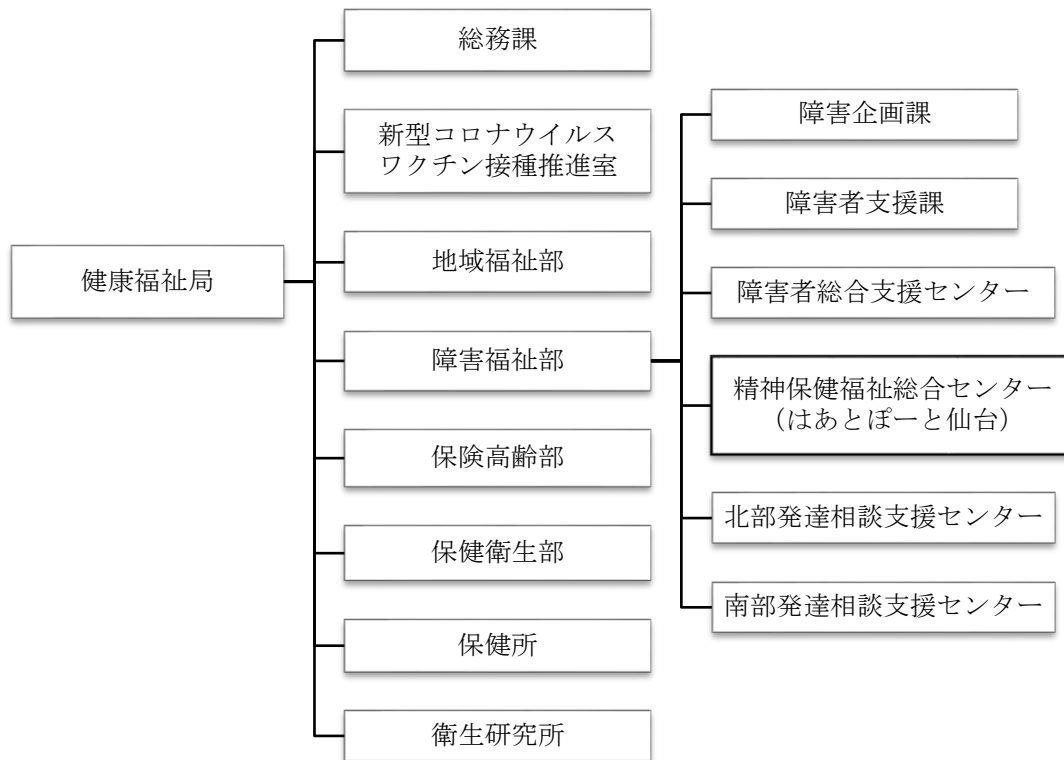 健康福祉局
総務課
新型コロナウイルス
ワクチン接種推進室
地域福祉部
障害福祉部
保険高齢部
保健衛生部
保健所
衛生研究所
障害企画課
障害者支援課
障害者総合支援センター
精神保健福祉総合センター
（はあとぽーと仙台）
北部発達相談支援センター
南部発達相談支援センター